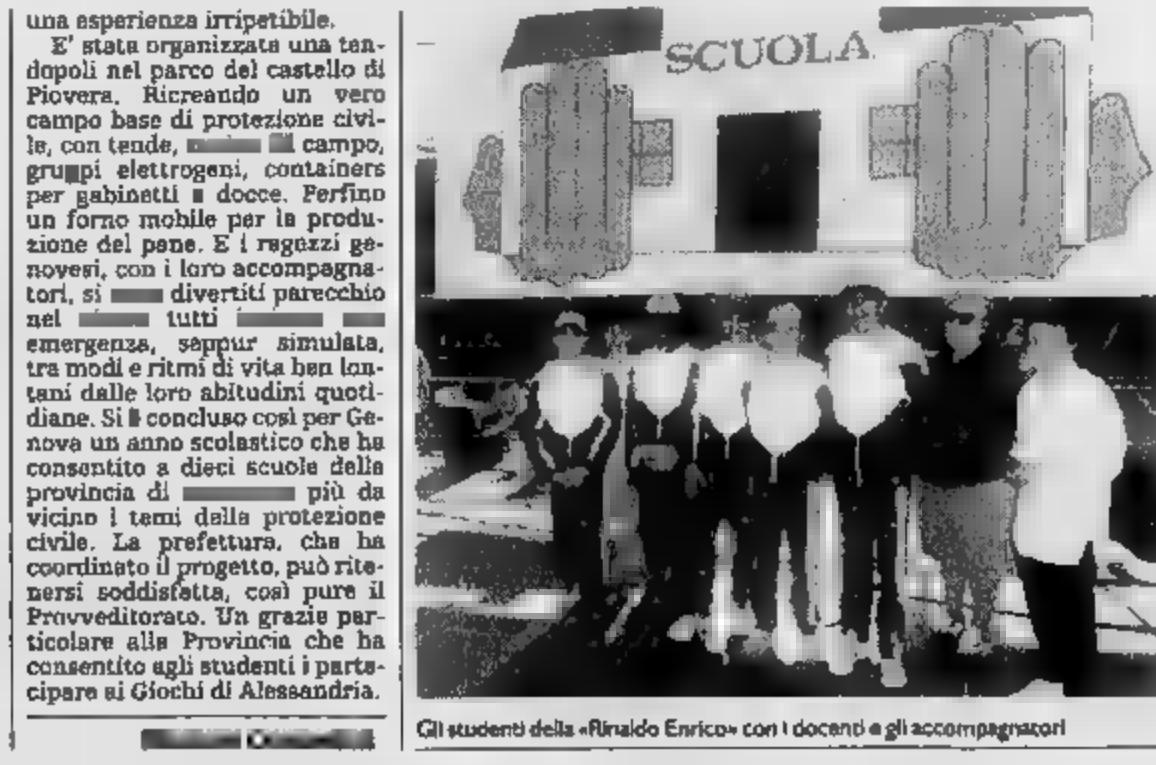 una esperienza irripetibile.
E' stata organizzata una ten-
dopoli nel parco del castello di
Piovera. Ricreando un vero
campo base di protezione civi-
le, con tende, campo,
gruppi elettrogeni, containers
per gabinetti docce. Perfino
un forno mobile per la produ-
zione del pane. E i ragazzi ge-
novesi, con i loro accompagna-
tori, si divertiti parecchio
nel tutti
emergenza, seppur simulata,
tra modi e ritmi di vita ben lon-
tani dalle loro abitudini quoti-
diane. Si concluso così per Ge-
nova un anno scolastico che ha
consentito a dieci scuole della
provincia di più da
vicino i temi della protezione
civile. La prefettura, che ha
coordinato il progetto, può rite-
nersi soddisfatta, così pure il
Provveditorato. Un grazie par-
ticolare alla Provincia che ha
consentito agli studenti i parte-
cipare ai Giochi di Alessandria.
SCUOLA
Gli studenti della «Rinaldo Enrico» con i docenti e gli accompagnatori